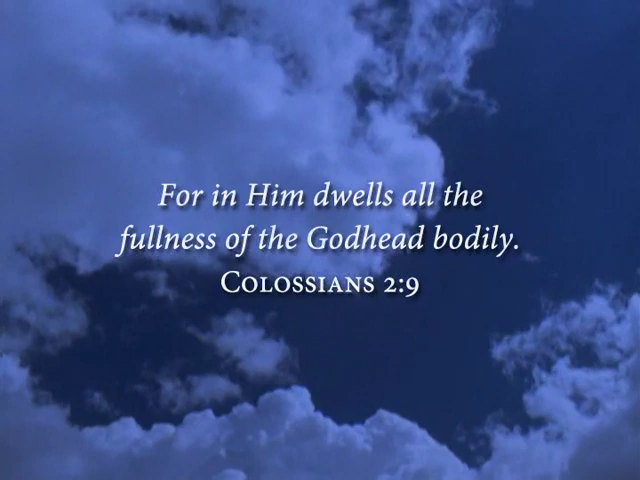 For in Him dwells all the
fullness of the Godhead bodily.
Colossians 2:9